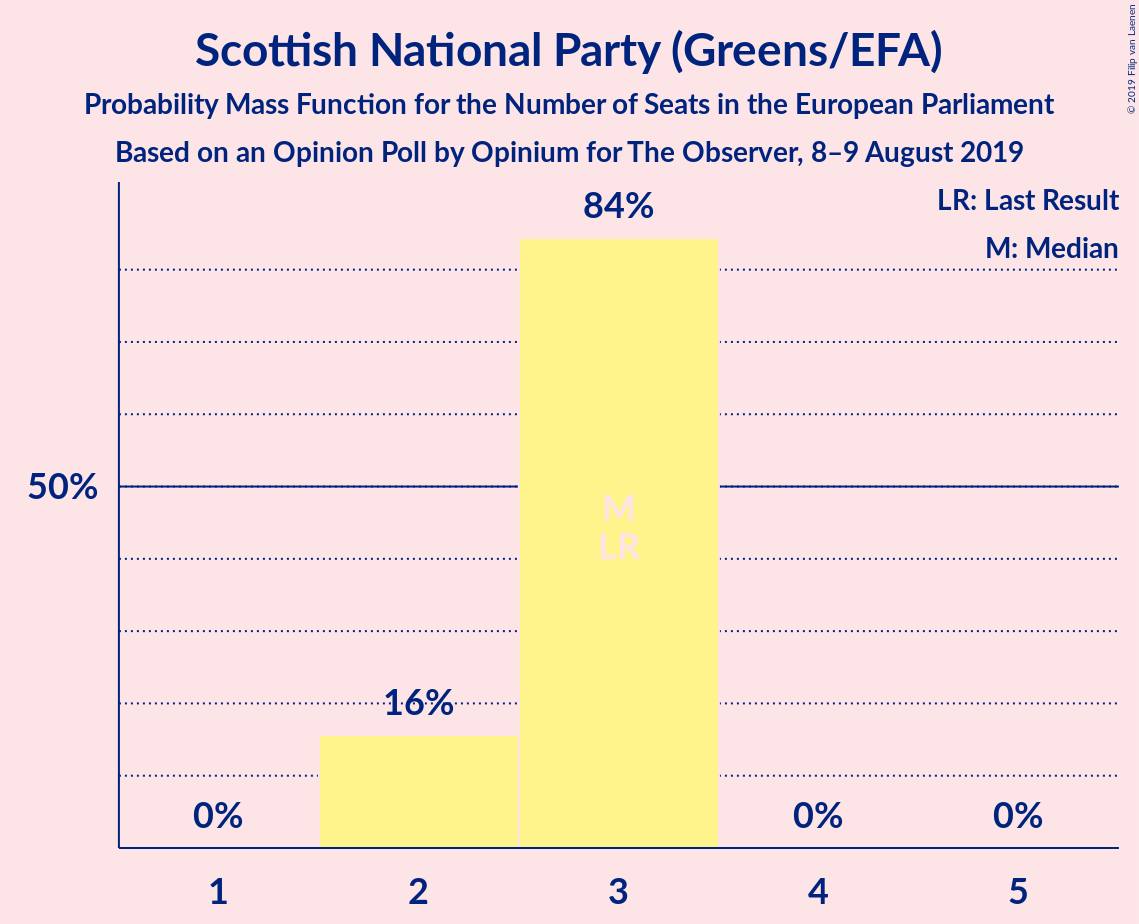 Scottish National Party (Greens/EFA)
Probability Mass Function for the Number of Seats in the European Parliament
Based on an Opinion Poll by Opinium for The Observer, 8–9 August 2019
© 2019 Filip van Laenen
LR: Last Result
M: Median
84%
50%
M
LR
16%
0%
0%
0%
1
2
3
4
5